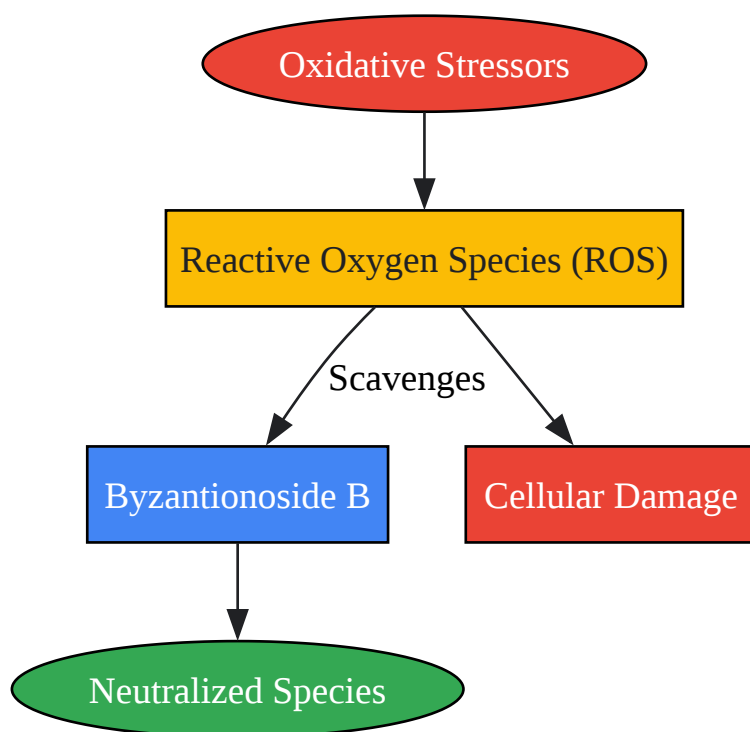 Oxidative Stressors
Reactive Oxygen Species (ROS)
Scavenges
Byzantionoside B
Cellular Damage
Neutralized Species